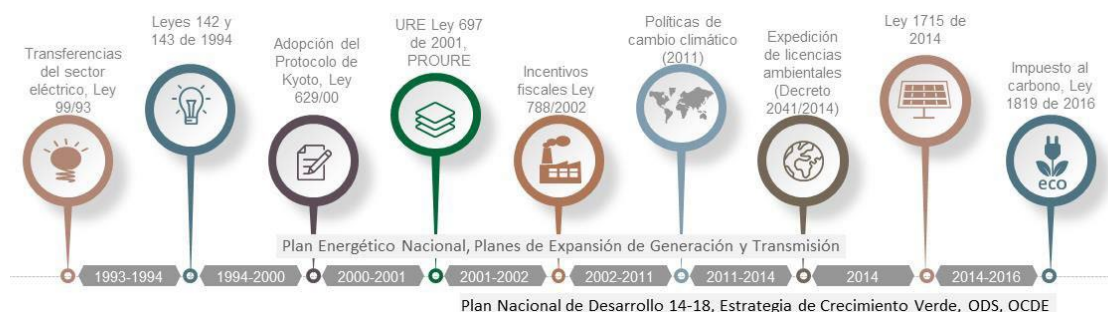 Transferencias
del sector
eléctrico, Ley
99/93
Leyes 142 y
143 de 1994
Adopción del
Protocolo de
Kyoto, Ley
629/00
URE Ley 697
de 2001,
PROURE
Incentivos
fiscales Ley
788/2002
Políticas de
cambio climático
(2011)
Expedición de
licencias
ambientales
(Decreto
2041/2014)
Ley 1715 de
2014
Impuesto al
carbono, Ley
1819 de 2016
eco
Plan Energético Nacional, Planes de Expansión de Generación y Transmisión
1993-1994
1994-2000
2000-2001
2001-2002
2002-2011
2011-2014
2014
2014-2016
Plan Nacional de Desarrollo 14-18, Estrategia de Crecimiento Verde, ODS, OCDE